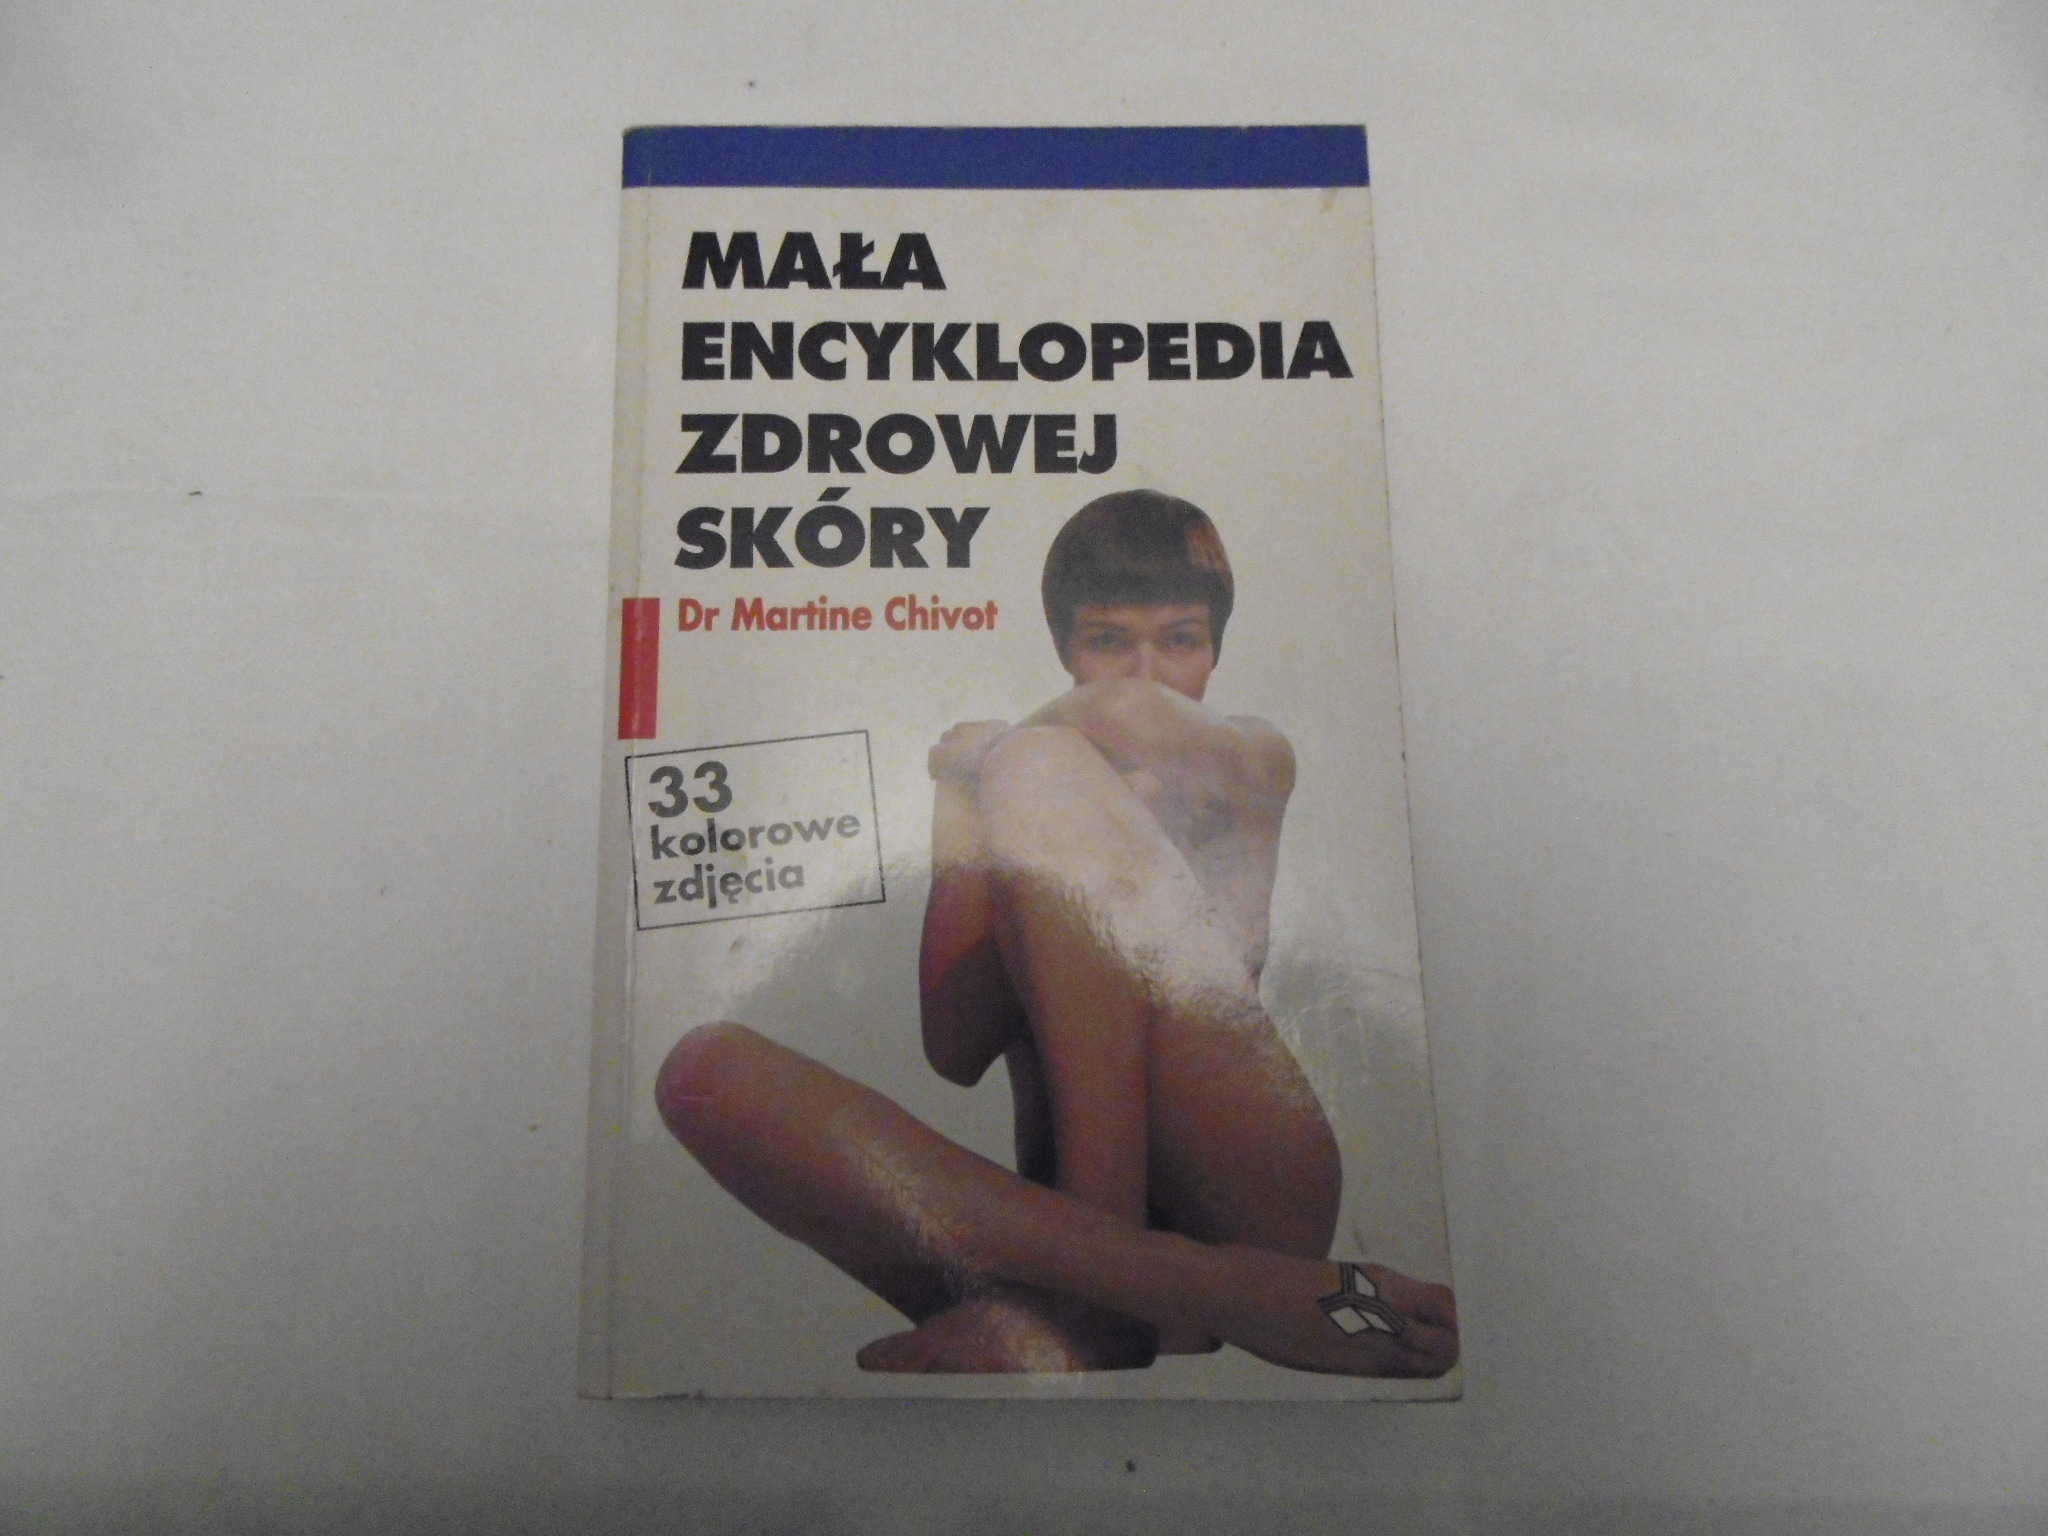 MAŁA
ENCYKLOPEDIA
ZDROWEJ
SKÓRY
Dr Martine Chivot
33
kolorowe
zdjęcia